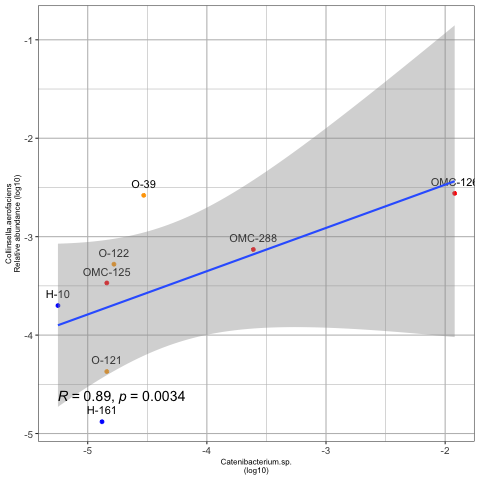 -1
-2
-3
-4
-5
Collinsella.aerofaciens
Relative abundance (log10)
O-39
OMC-126
OMC-288
O-122
OMC-125
H-10
O-121
R = 0.89, p = 0.0034
H-161
-5
-4
-3
-2
Catenibacterium.sp.
(log10)